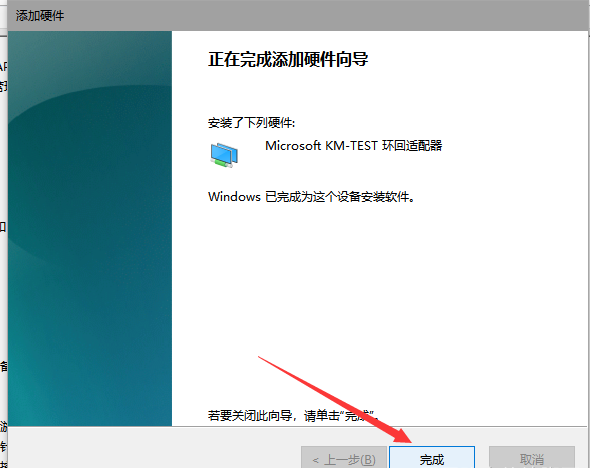 添加硬件
正在完成添加硬件向导
安装了下列硬件:
Microsoft KM-TEST 环回适配器
Windows 已完成为这个设备安装软件。
若要关闭此向导，请单击“完成”。
< 上一步(B)
完成
取消